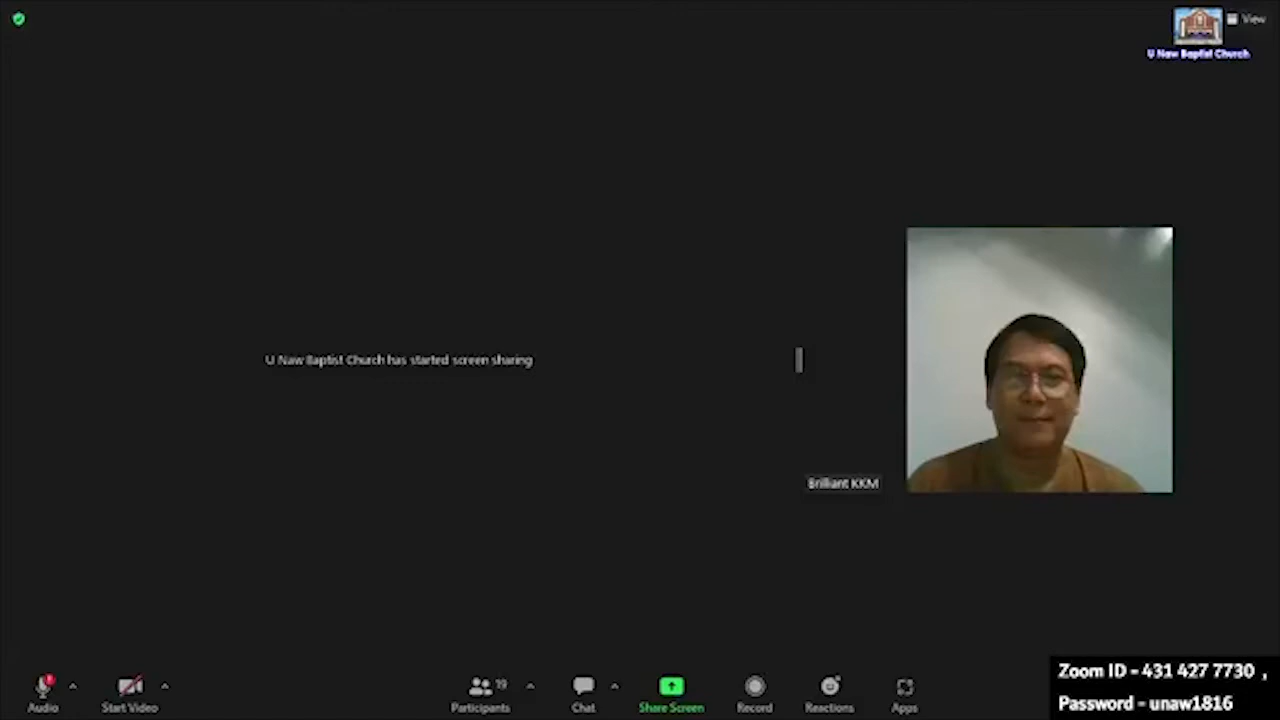 View
U Naw Baptist Church
U Naw Baptist Church has started screen sharing
Brilliant KKM
19
Audio
Start Video
Participants
Chat
Share Screen
Record
Reactions
Apps
Zoom ID - 431 427 7730 ,
Password - unaw1816